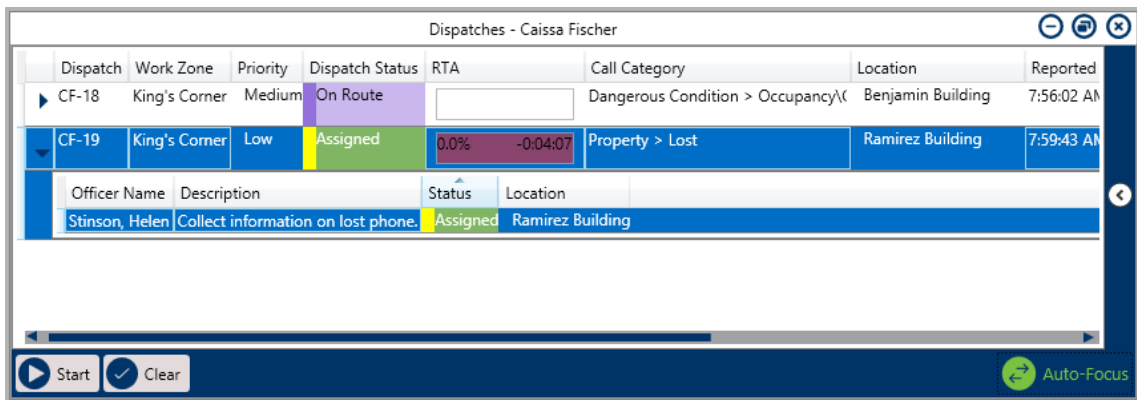 Dispatches - Caissa Fischer
Dispatch Work Zone Priority Dispatch Status RTA Call Category Location Reported
CF-18 King's Corner Medium On Route Dangerous Condition > Occupancy\( Benjamin Building 7:56:02 AM
CF-19 King's Corner Low Assigned 0.0% -0:04:07 Property > Lost Ramirez Building 7:59:43 AM
Officer Name Description Status Location
Stinson, Helen Collect information on lost phone. Assigned Ramirez Building
Start Clear Auto-Focus